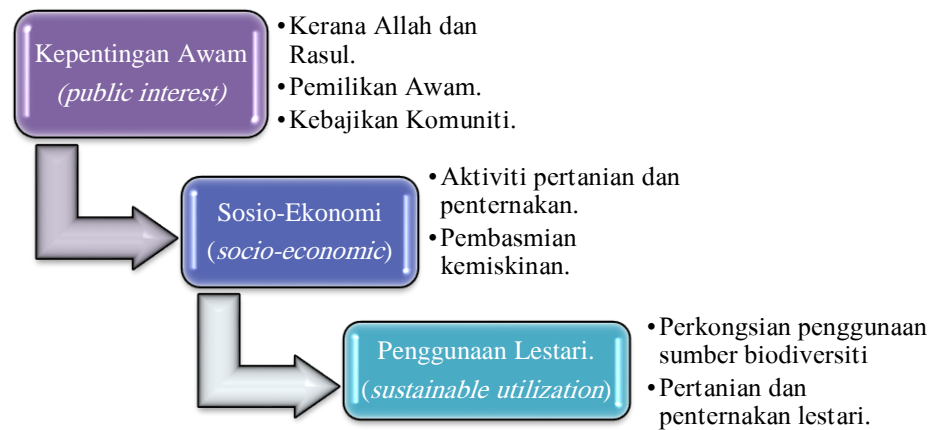 Kepentingan Awam
(public interest)
•Kerana Allah dan
Rasul.
•Pemilikan Awam.
•Kebajikan Komuniti.
Sosio-Ekonomi
(socio-economic)
•Aktiviti pertanian dan
penternakan.
•Pembasmian
kemiskinan.
Penggunaan Lestari.
(sustainable utilization)
•Perkongsian penggunaan
sumber biodiversiti
•Pertanian dan
penternakan lestari.